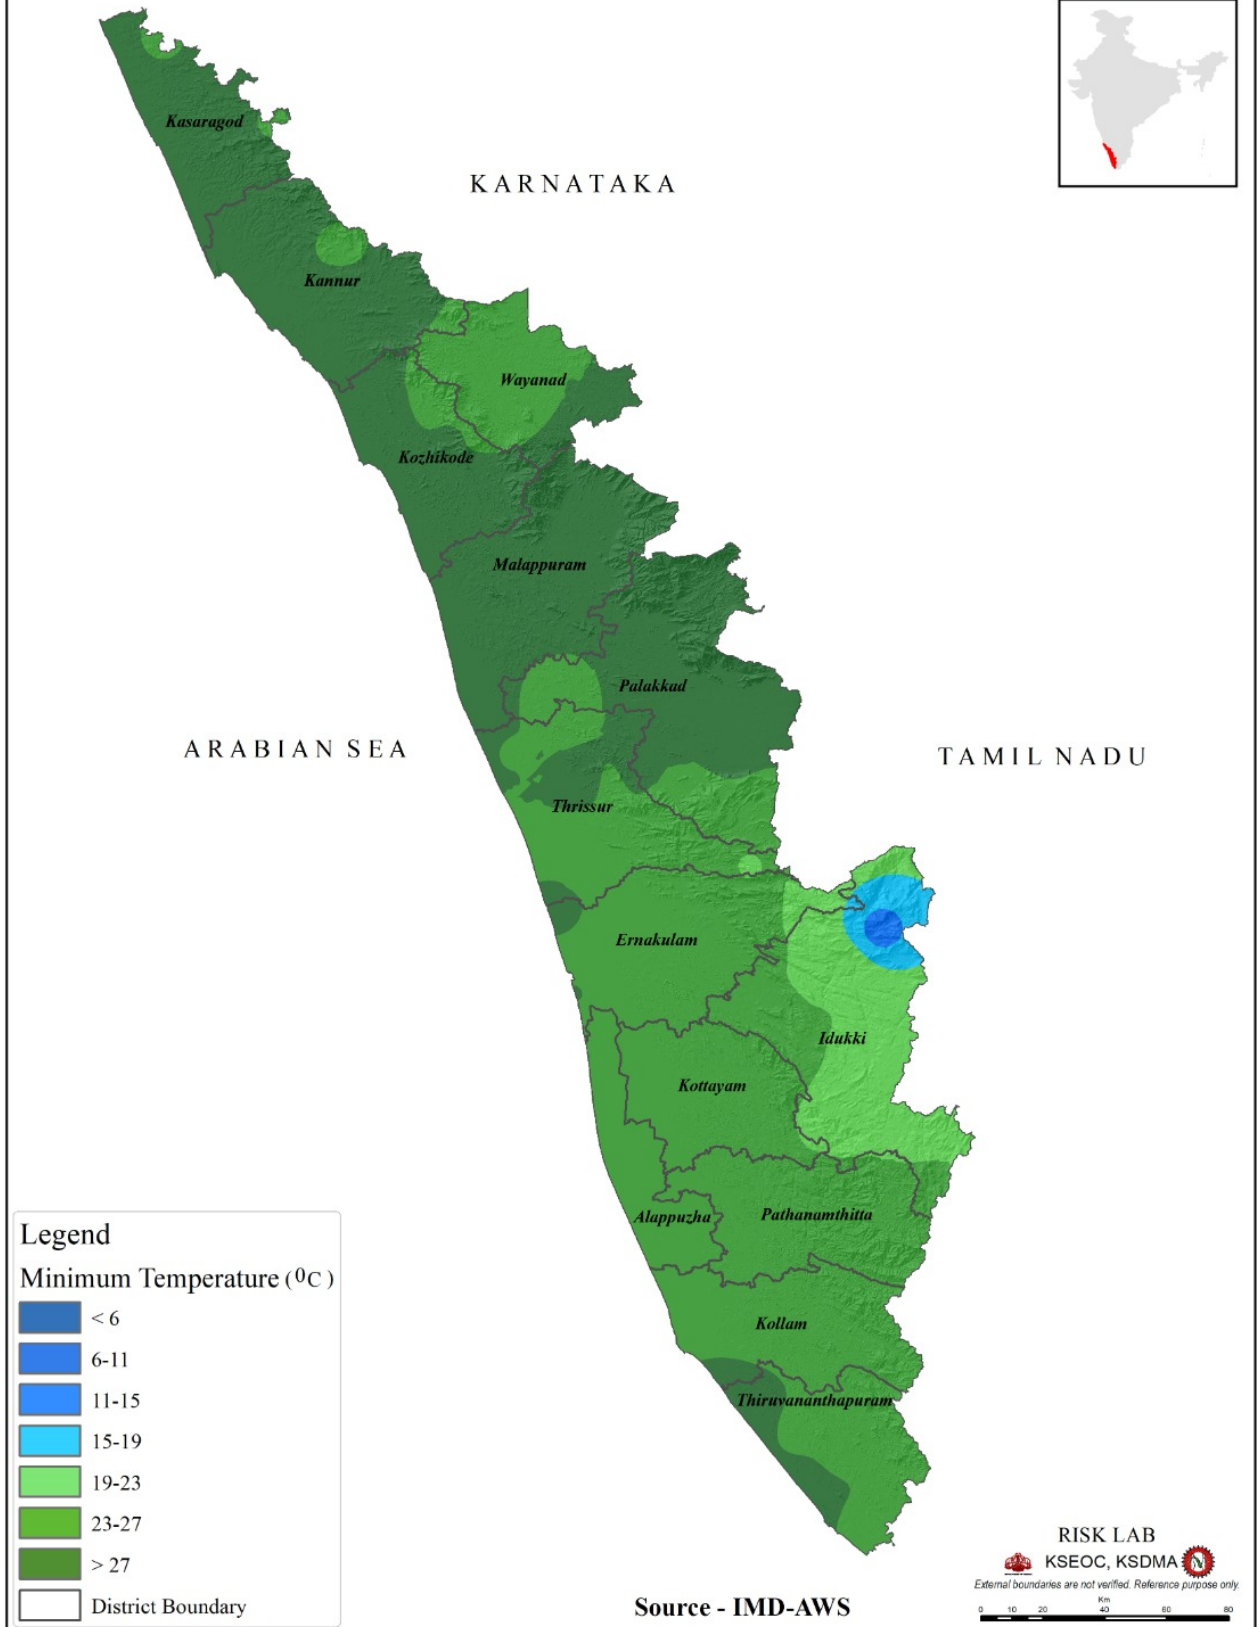 Kasaragod
KARNATAKA
Kannur
Wayanad
Kozhikode
Malappuram
Palakkad
ARABIAN SEA
TAMIL NADU
Thrissur
Ernakulam
Idukki
Kottayam
Alappuzha
Pathanamthitta
Kollam
Thiruvananthapuram
Legend
Minimum Temperature (⁰C)
< 6
6-11
11-15
15-19
19-23
23-27
> 27
District Boundary
RISK LAB
KSEOC, KSDMA
External boundaries are not verified. Reference purpose only.
Km
0 10 20 40 60 80
Source - IMD-AWS